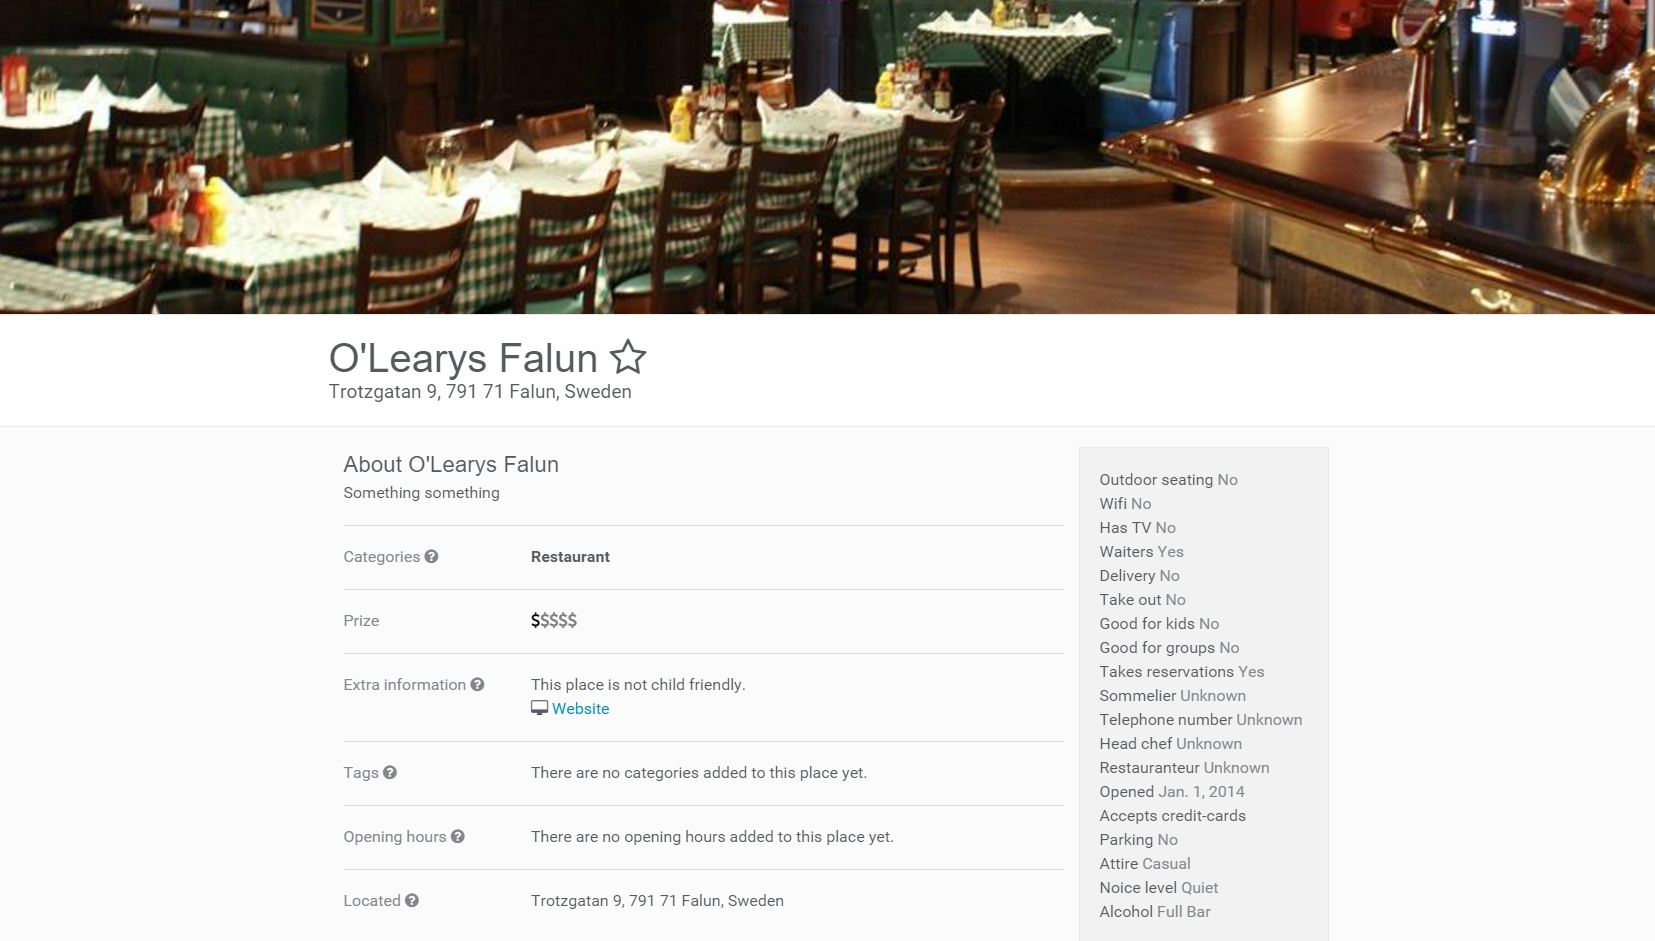 O'Learys Falun
Trotzgatan 9, 791 71 Falun, Sweden
About O'Learys Falun
Something something
Categories
Restaurant
Prize
$$$$$
Extra information
This place is not child friendly.
Website
Tags
There are no categories added to this place yet.
Opening hours
There are no opening hours added to this place yet.
Located
Trotzgatan 9, 791 71 Falun, Sweden
Outdoor seating No
Wifi No
Has TV No
Waiters Yes
Delivery No
Take out No
Good for kids No
Good for groups No
Takes reservations Yes
Sommelier Unknown
Telephone number Unknown
Head chef Unknown
Restauranteur Unknown
Opened Jan. 1, 2014
Accepts credit-cards
Parking No
Attire Casual
Noice level Quiet
Alcohol Full Bar